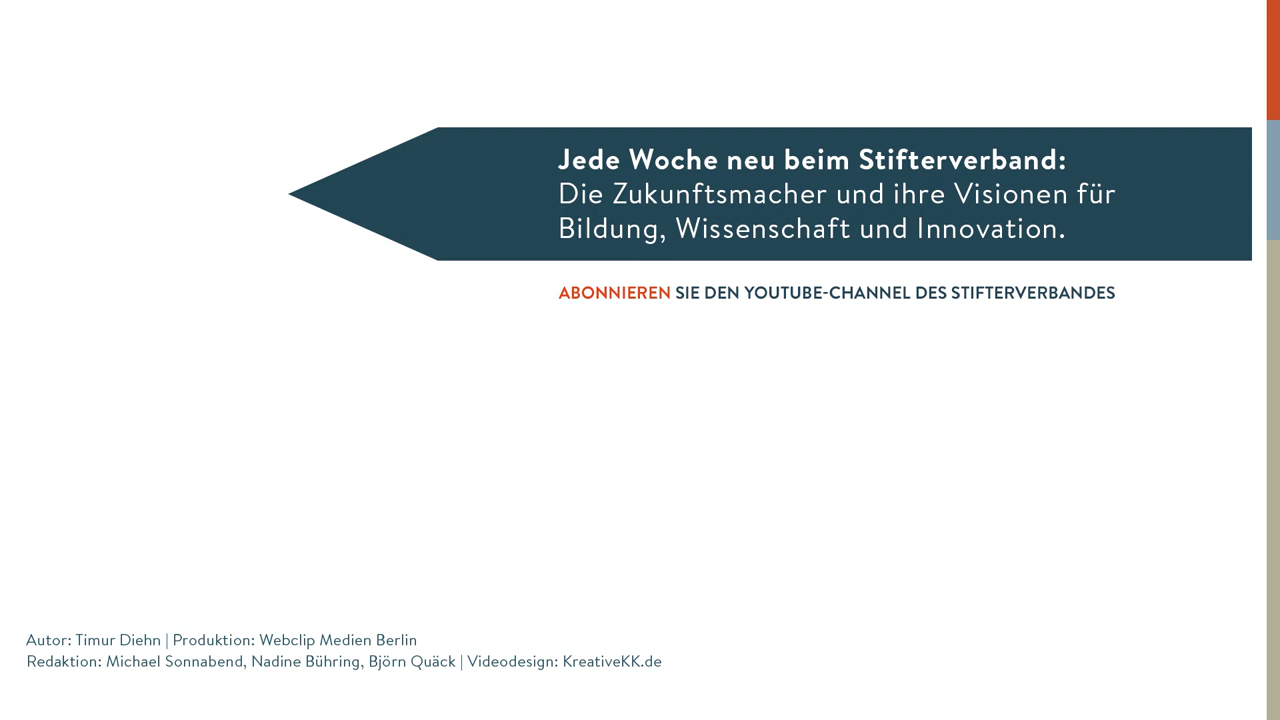 Jede Woche neu beim Stifterverband:
Die Zukunftsmacher und ihre Visionen für
Bildung, Wissenschaft und Innovation.
ABONNIEREN SIE DEN YOUTUBE-CHANNEL DES STIFTERVERBANDES
Autor: Timur Diehn | Produktion: Webclip Medien Berlin
Redaktion: Michael Sonnabend, Nadine Bühring, Björn Quäck | Videodesign: KreativeKK.de